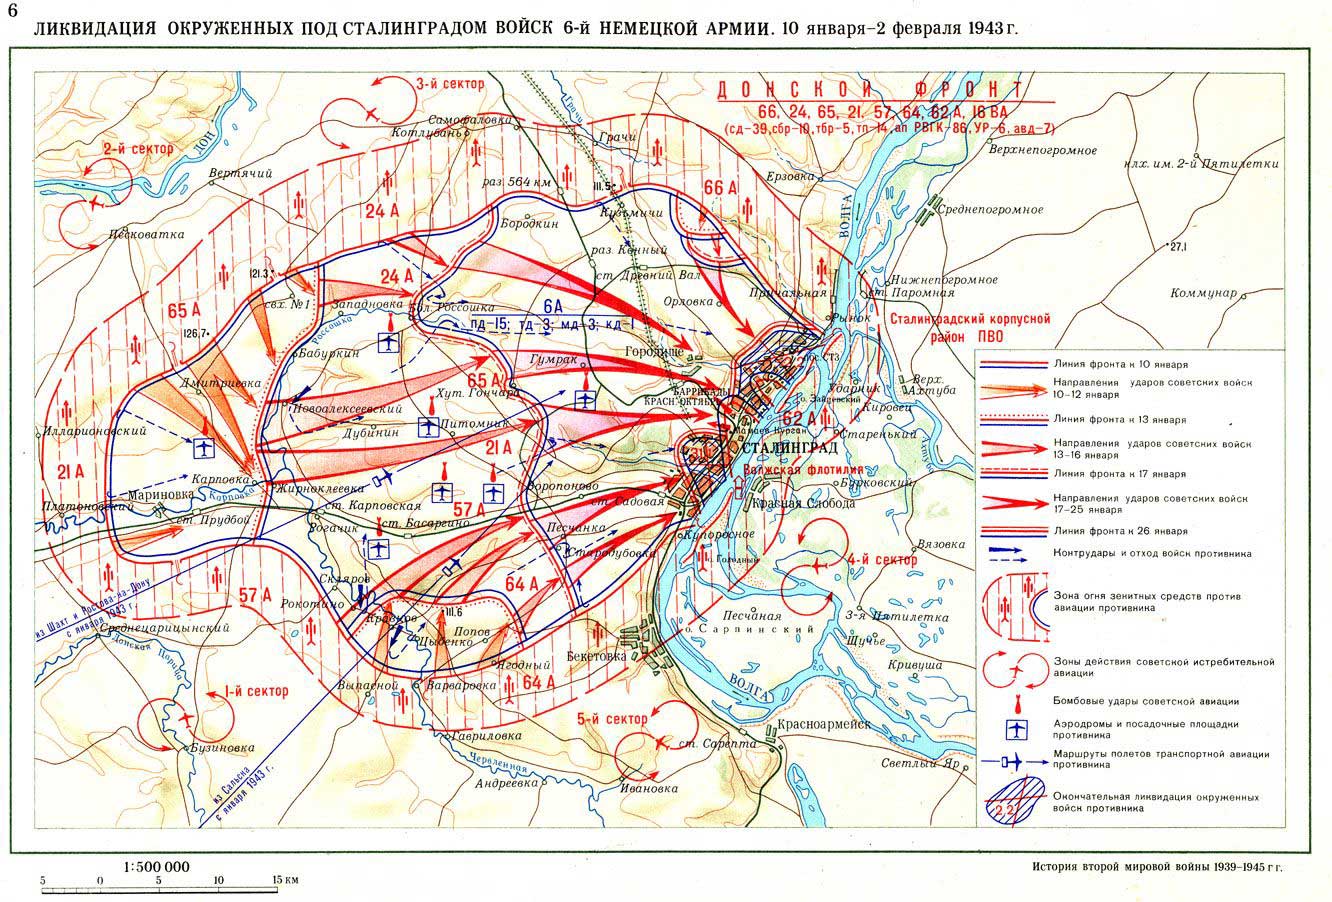 6
ЛИКВИДАЦИЯ ОКРУЖЕННЫХ ПОД СТАЛИНГРАДОМ ВОЙСК 6-й НЕМЕЦКОЙ АРМИИ. 10 января–2 февраля 1943 г.
3-й сектор
ДОНСКОЙ ФРОНТ
66, 24, 65, 21, 57, 64, 62 А, 16 ВА
(сд-39, сбр-10, тбр-5, тп-14, ап РВГК-86, УР-6, авд-7)
Самофаловка
Котлубань
Грачи
Грачи
2-й сектор
ДОН
Верхнепогромное
клх. им. 2-й Пятилетки
Вертячий
раз. 564 км
111.5
66 А
Ерзовка
24 А
Кузьмичи
ВОЛГА
Среднепогромное
Песковатка
Бородкин
раз. Конный
27,1
121.3
24 А
ст. Древний Вал
Нижнепогромное
ст. Паромная
Коммунар
65 А
свх. №1
Западновка
Бол. Россошка
6А
пд-15; тд-3; мд-3; кд-1
Орловка
Причальная
Рынок
Сталинградский корпусной
район ПВО
126,7
Россошка
Бабуркин
Гумрак
Городище
пос. СТЗ
Дмитриевка
65 А
Хут. Гончара
БАРРИКАДЫ
КРАСН. ОКТЯБРЬ
о. Зайцевский
Ударник
Верх.
Ахтуба
Кировец
Илларионовский
Новоалексеевский
Дубинин
Питомник
62 А
Мамаев Курган
Старенький
21 А
21 А
31.1
СТАЛИНГРАД
Карповка
Жирноклеевка
Волжская флотилия
Бурковский
Мариновка
Карповка
Воропоново
ст. Садовая
Красная Слобода
Платоновский
ст. Прудбой
ст. Карповская
Рогачик
57 А
ст. Басаргино
Песчанка
Купоросное
Стародубовка
о. Голодный
Вязовка
4-й сектор
Скляров
64 А
57 А
Рокотино
из Шахт и Ростова-на-Дону
с января 1943 г.
111.6
Кравцов
Цыбенко
Попов
Песчаная
о. Сарпинский
3-я Пятилетка
Среднецарицынский
Донская Царица
Щучье
Ягодный
Бекетовка
Кривуша
1-й сектор
Выпасной
Варваровка
64 А
ВОЛГА
5-й сектор
Красноармейск
Бузиновка
Гавриловка
ст. Сарепта
Червленная
Светлый Яр
из Сальска
с января 1943 г.
Андреевка
Ивановка
Линия фронта к 10 января
Направления ударов советских войск
10–12 января
Линия фронта к 13 января
Направления ударов советских войск
13–16 января
Линия фронта к 17 января
Направления ударов советских войск
17–25 января
Линия фронта к 26 января
Контрудары и отход войск противника
Зона огня зенитных средств против
авиации противника
Зоны действия советской истребительной
авиации
Бомбовые удары советской авиации
Аэродромы и посадочные площадки
противника
Маршруты полетов транспортной авиации
противника
2,2
Окончательная ликвидация окруженных
войск противника
1:500 000
5 0 5 10 15 км
История второй мировой войны 1939–1945 г г.